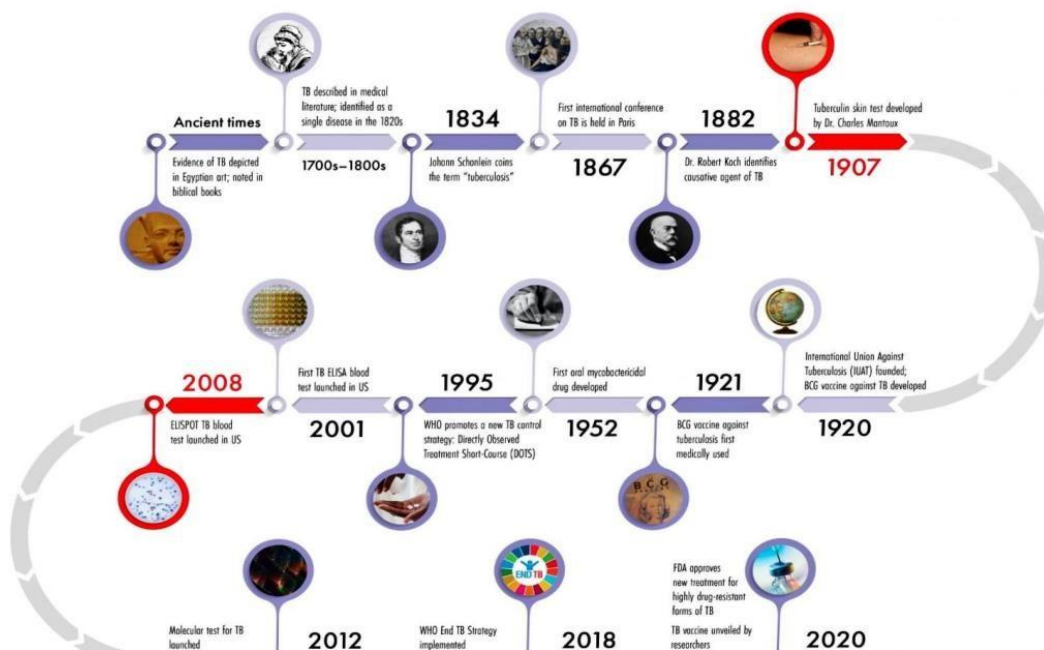 Ancient times
Evidence of TB depicted
in Egyptian art; noted in
biblical books
TB described in medical
literature; identified as a
single disease in the 1820s
1700s–1800s
1834
Johann Schonlein coins
the term "tuberculosis"
First international conference
on TB is held in Paris
1867
1882
Dr. Robert Koch identifies
causative agent of TB
Tuberculin skin test developed
by Dr. Charles Mantoux
1907
International Union Against
Tuberculosis (IUAT) founded;
BCG vaccine against TB developed
1920
1921
BCG vaccine against
tuberculosis first
medically used
BCG
First oral mycobactericidal
drug developed
1952
1995
WHO promotes a new TB control
strategy: Directly Observed
Treatment Short-Course (DOTS)
First TB ELISA blood
test launched in US
2001
2008
ELISPOT TB blood
test launched in US
Molecular test for TB
launched
2012
END TB
WHO End TB Strategy
implemented
2018
FDA approves
new treatment for
highly drug-resistant
forms of TB
TB vaccine unveiled by
researchers
2020